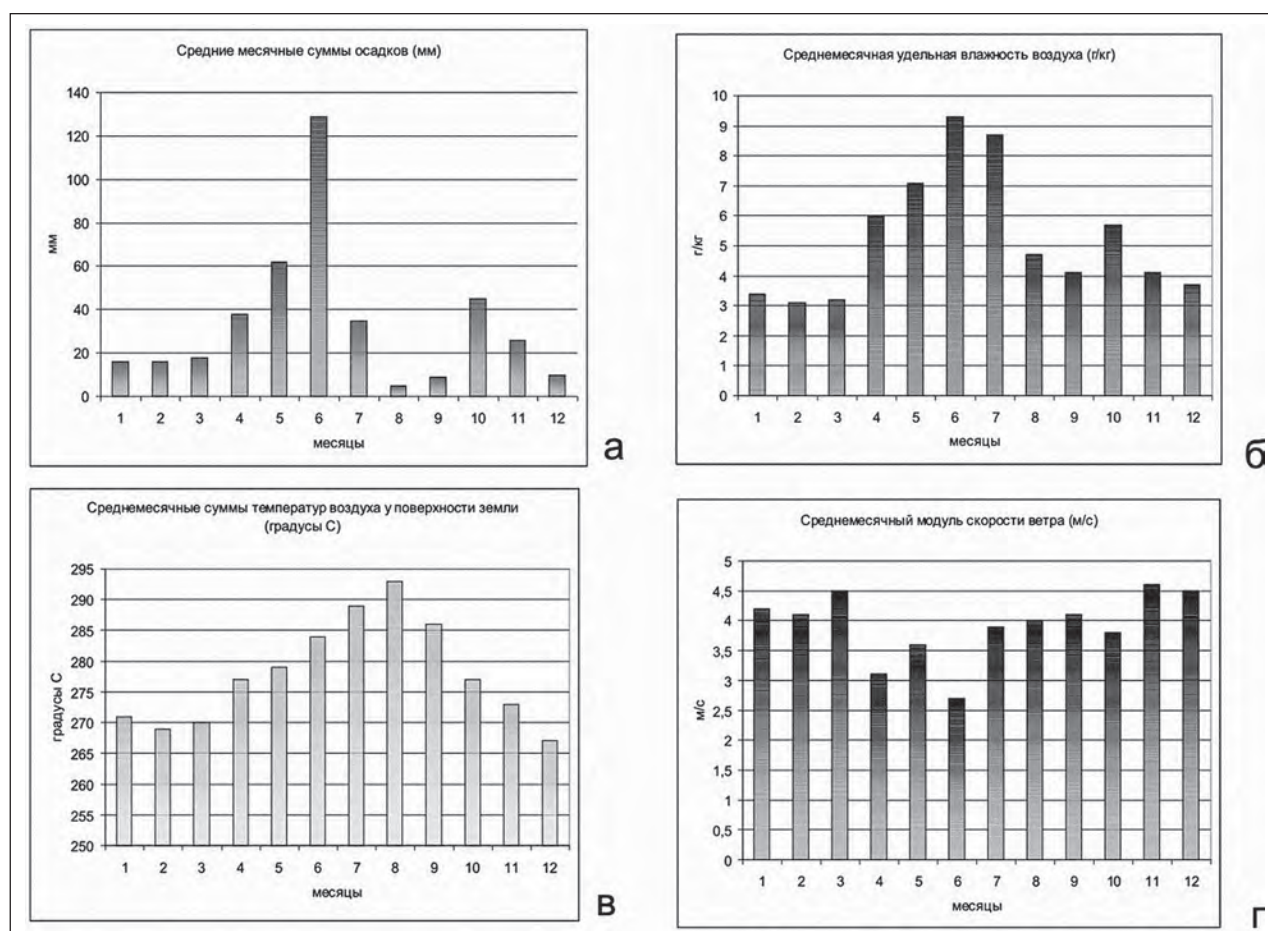 Средние месячные суммы осадков (мм)
140
120
100
80
60
40
20
0
мм
1 2 3 4 5 6 7 8 9 10 11 12
месяцы
а
Среднемесячная удельная влажность воздуха (г/кг)
10
9
8
7
6
5
4
3
2
1
0
г/кг
1 2 3 4 5 6 7 8 9 10 11 12
месяцы
б
Среднемесячные суммы температур воздуха у поверхности земли
(градусы С)
295
290
285
280
275
270
265
260
255
250
градусы С
1 2 3 4 5 6 7 8 9 10 11 12
месяцы
в
Среднемесячный модуль скорости ветра (м/с)
5
4,5
4
3,5
3
2,5
2
1,5
1
0,5
0
м/с
1 2 3 4 5 6 7 8 9 10 11 12
месяцы
г